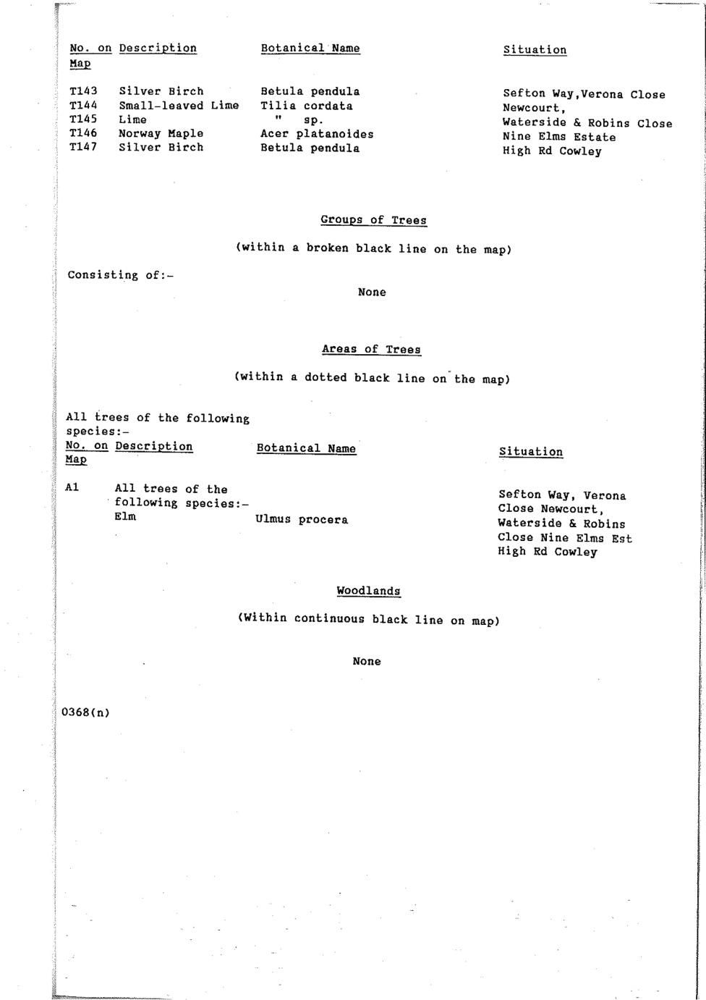 No. on Description Botanical Name Situation
Map
T143 Silver Birch Betula pendula Sefton Way,Verona Close
T144 Small-leaved Lime Tilia cordata Newcourt,
T145 Lime " sp. Waterside & Robins Close
T146 Norway Maple Acer platanoides Nine Elms Estate
T147 Silver Birch Betula pendula High Rd Cowley
Groups of Trees
(within a broken black line on the map)
Consisting of:-
None
Areas of Trees
(within a dotted black line on the map)
All trees of the following
species:-
No. on Description Botanical Name Situation
Map
A1 All trees of the Sefton Way, Verona
following species:- Close Newcourt,
Elm Ulmus procera Waterside & Robins
Close Nine Elms Est
High Rd Cowley
Woodlands
(Within continuous black line on map)
None
0368(n)